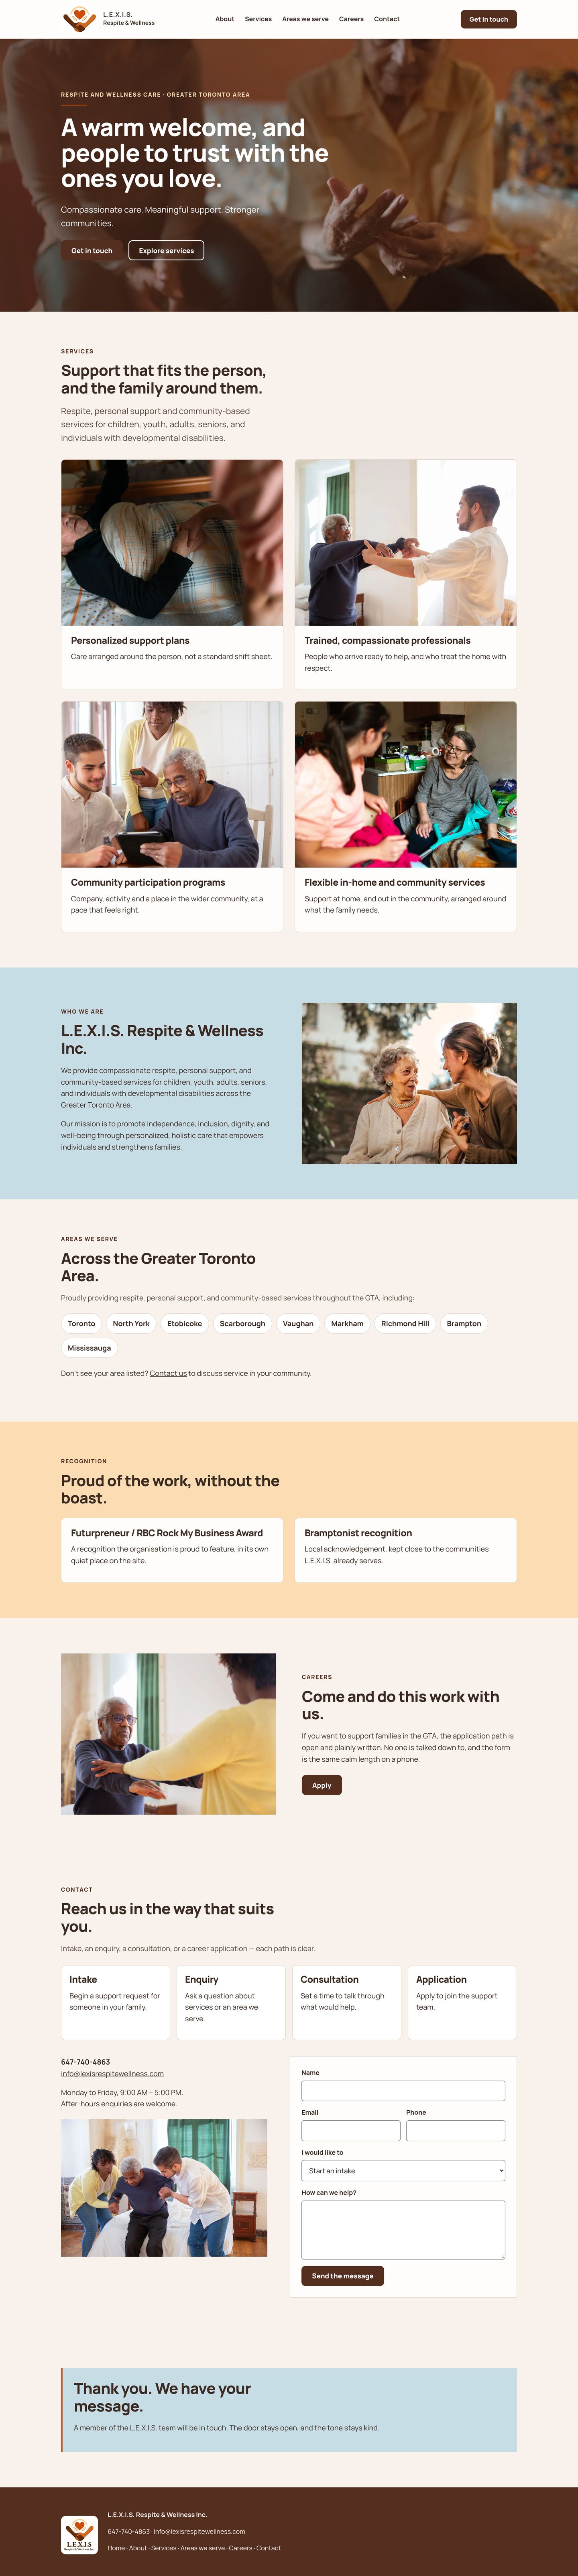 L.E.X.I.S.
Respite & Wellness
About Services Areas we serve Careers Contact
Get in touch
RESPITE AND WELLNESS CARE · GREATER TORONTO AREA
A warm welcome, and
people to trust with the
ones you love.
Compassionate care. Meaningful support. Stronger
communities.
Get in touch
Explore services
SERVICES
Support that fits the person,
and the family around them.
Respite, personal support and community-based
services for children, youth, adults, seniors, and
individuals with developmental disabilities.
Personalized support plans
Care arranged around the person, not a standard shift sheet.
Trained, compassionate professionals
People who arrive ready to help, and who treat the home with
respect.
Community participation programs
Company, activity and a place in the wider community, at a
pace that feels right.
Flexible in-home and community services
Support at home, and out in the community, arranged around
what the family needs.
WHO WE ARE
L.E.X.I.S. Respite & Wellness
Inc.
We provide compassionate respite, personal support, and
community-based services for children, youth, adults, seniors,
and individuals with developmental disabilities across the
Greater Toronto Area.
Our mission is to promote independence, inclusion, dignity, and
well-being through personalized, holistic care that empowers
individuals and strengthens families.
AREAS WE SERVE
Across the Greater Toronto
Area.
Proudly providing respite, personal support, and community-based services throughout the GTA, including:
Toronto North York Etobicoke Scarborough Vaughan Markham Richmond Hill Brampton
Mississauga
Don't see your area listed? Contact us to discuss service in your community.
RECOGNITION
Proud of the work, without the
boast.
Futurpreneur / RBC Rock My Business Award
A recognition the organisation is proud to feature, in its own
quiet place on the site.
Bramptonist recognition
Local acknowledgement, kept close to the communities
L.E.X.I.S. already serves.
CAREERS
Come and do this work with
us.
If you want to support families in the GTA, the application path is
open and plainly written. No one is talked down to, and the form
is the same calm length on a phone.
Apply
CONTACT
Reach us in the way that suits
you.
Intake, an enquiry, a consultation, or a career application — each path is clear.
Intake
Begin a support request for
someone in your family.
Enquiry
Ask a question about
services or an area we
serve.
Consultation
Set a time to talk through
what would help.
Application
Apply to join the support
team.
647-740-4863
info@lexisrespitewellness.com
Monday to Friday, 9:00 AM – 5:00 PM.
After-hours enquiries are welcome.
Name
Email
Phone
I would like to
Start an intake
How can we help?
Send the message
Thank you. We have your
message.
A member of the L.E.X.I.S. team will be in touch. The door stays open, and the tone stays kind.
LEXIS
Respite & Wellness Inc.
L.E.X.I.S. Respite & Wellness Inc.
647-740-4863 · info@lexisrespitewellness.com
Home · About · Services · Areas we serve · Careers · Contact